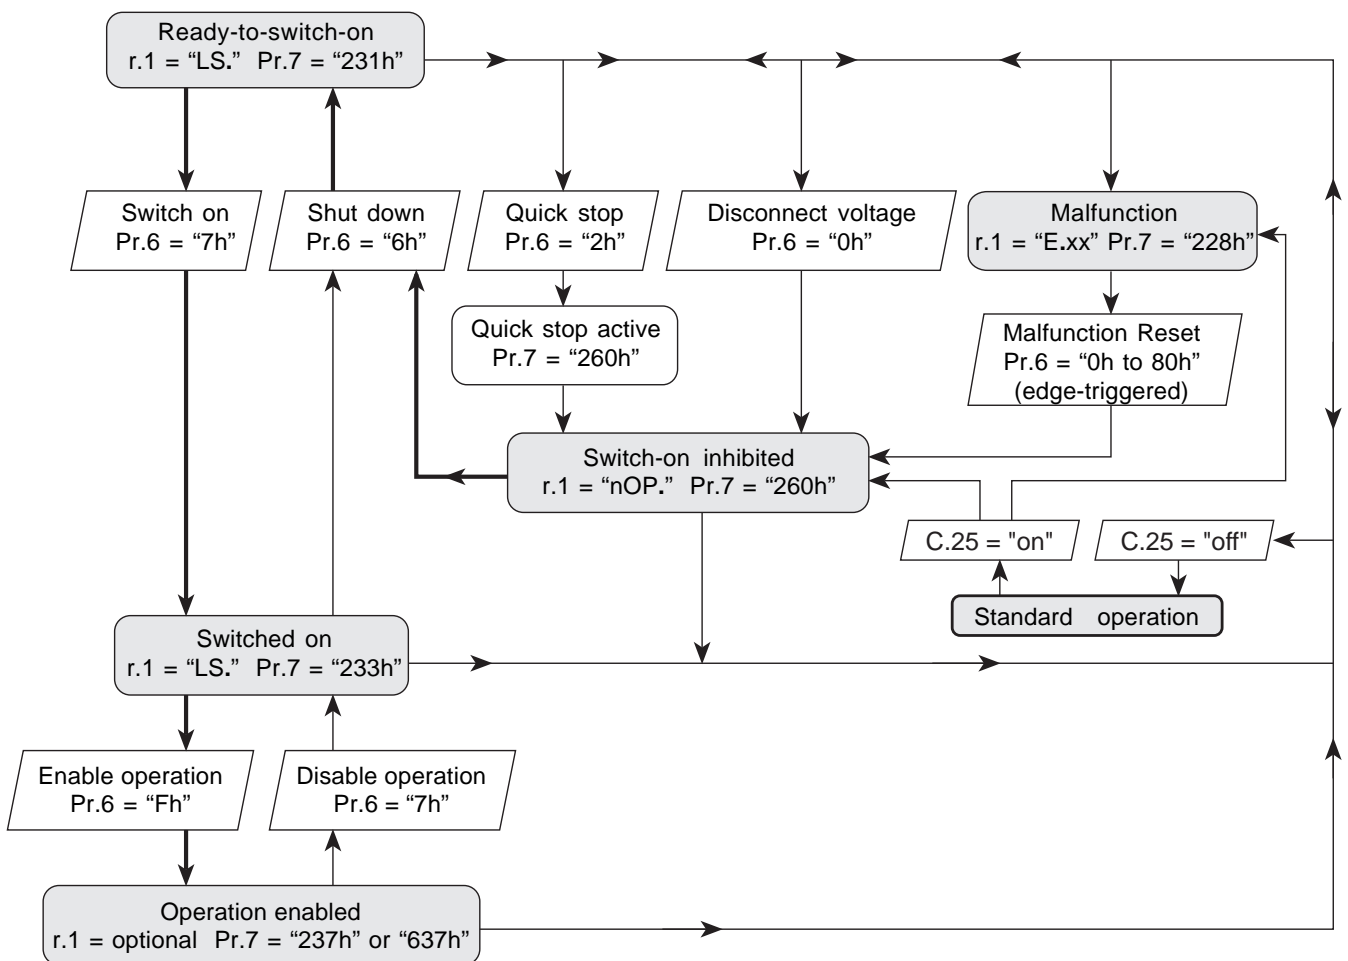 Ready-to-switch-on
r.1 = “LS.” Pr.7 = “231h”
Switch on
Pr.6 = “7h”
Shut down
Pr.6 = “6h”
Quick stop
Pr.6 = “2h”
Disconnect voltage
Pr.6 = “0h”
Malfunction
r.1 = “E.xx” Pr.7 = “228h”
Quick stop active
Pr.7 = “260h”
Malfunction Reset
Pr.6 = “0h to 80h”
(edge-triggered)
Switch-on inhibited
r.1 = “nOP.” Pr.7 = “260h”
C.25 = "on"
C.25 = "off"
Standard operation
Switched on
r.1 = “LS.” Pr.7 = “233h”
Enable operation
Pr.6 = “Fh”
Disable operation
Pr.6 = “7h”
Operation enabled
r.1 = optional Pr.7 = “237h” or “637h”